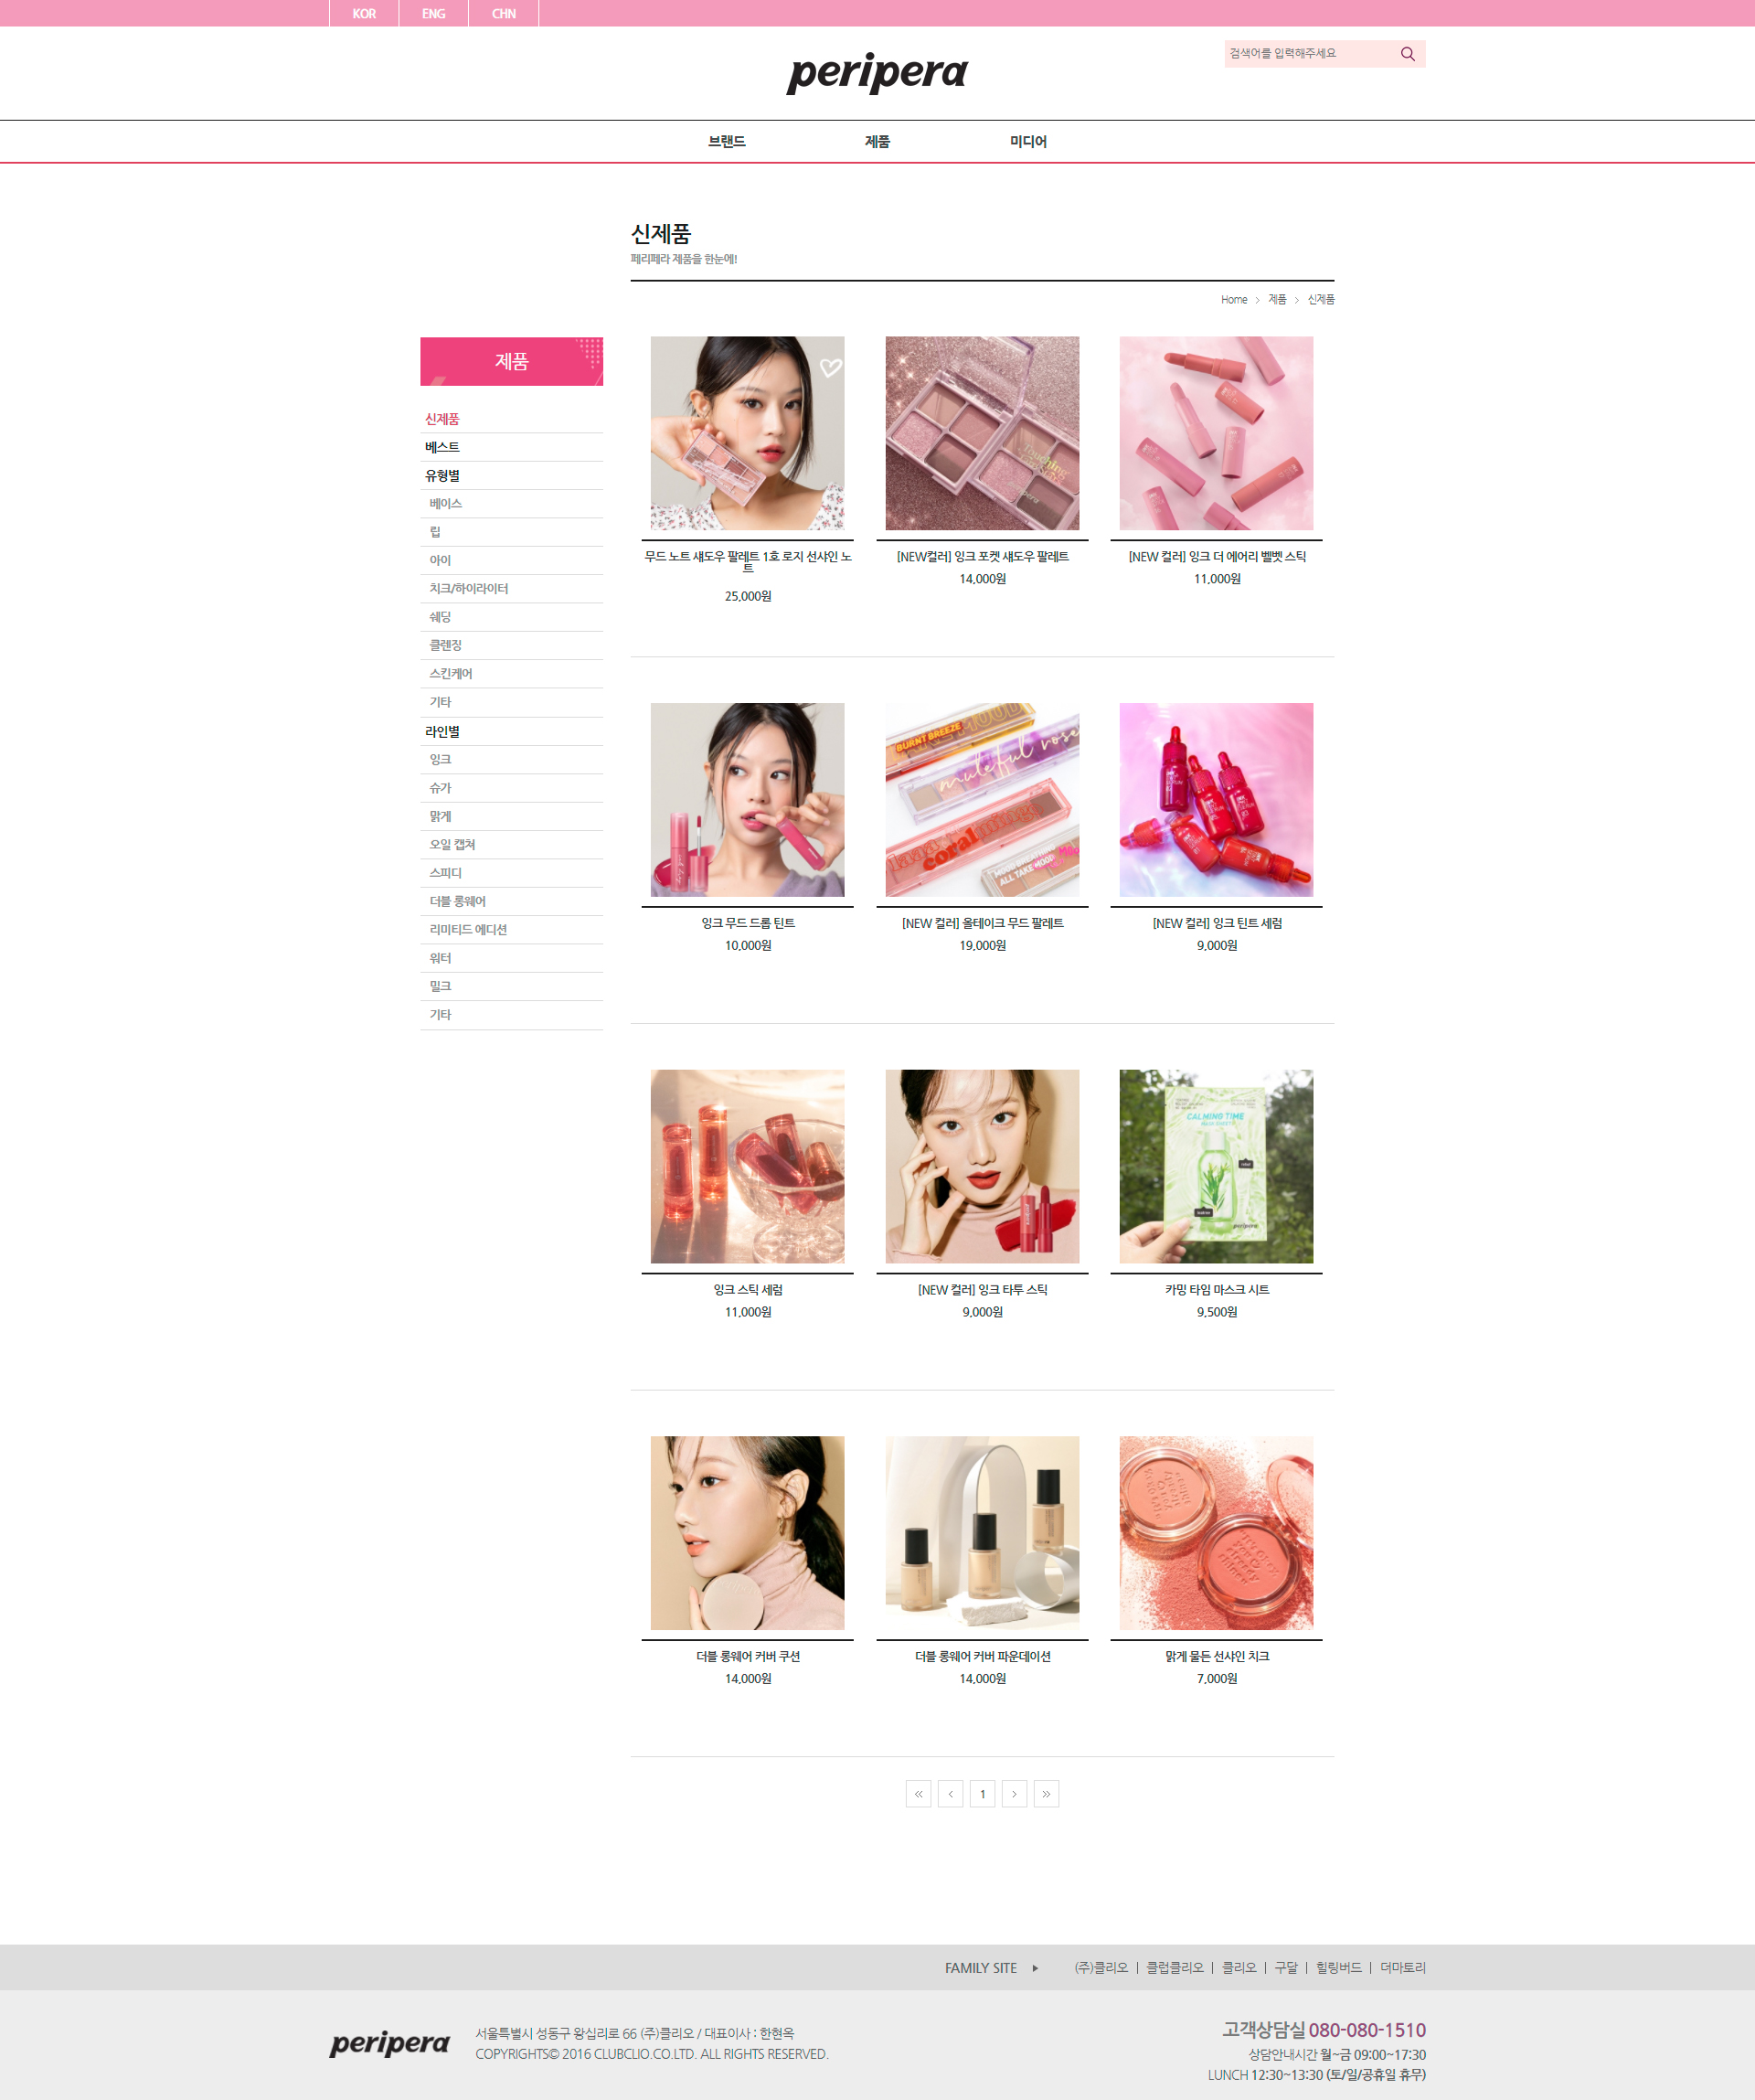 KOR
ENG
CHN
peripera
검색어를 입력해주세요
브랜드
제품
미디어
신제품
페리페라 제품을 한눈에!
Home > 제품 > 신제품
제품
신제품
베스트
유형별
베이스
립
아이
치크/하이라이터
쉐딩
클렌징
스킨케어
기타
라인별
잉크
슈가
맑게
오일 캡쳐
스피디
더블 롱웨어
리미티드 에디션
워터
밀크
기타
무드 노트 섀도우 팔레트 1호 로지 선샤인 노
트
25,000원
[NEW컬러] 잉크 포켓 섀도우 팔레트
14,000원
[NEW 컬러] 잉크 더 에어리 벨벳 스틱
11,000원
잉크 무드 드롭 틴트
10,000원
BURNT BREEZE
muteful rose
coral
ALL TAKE MOOD
[NEW 컬러] 올테이크 무드 팔레트
19,000원
[NEW 컬러] 잉크 틴트 세럼
9,000원
잉크 스틱 세럼
11,000원
[NEW 컬러] 잉크 타투 스틱
9,000원
CALMING TIME
peripera
카밍 타임 마스크 시트
9,500원
더블 롱웨어 커버 쿠션
14,000원
더블 롱웨어 커버 파운데이션
14,000원
맑게 물든 선샤인 치크
7,000원
« ‹ 1 › »
FAMILY SITE ▶ (주)클리오 | 클럽클리오 | 클리오 | 구달 | 힐링버드 | 더마토리
peripera
서울특별시 성동구 왕십리로 66 (주)클리오 / 대표이사 : 한현옥
COPYRIGHTS© 2016 CLUBCLIO.CO.LTD. ALL RIGHTS RESERVED.
고객상담실 080-080-1510
상담안내시간 월~금 09:00~17:30
LUNCH 12:30~13:30 (토/일/공휴일 휴무)